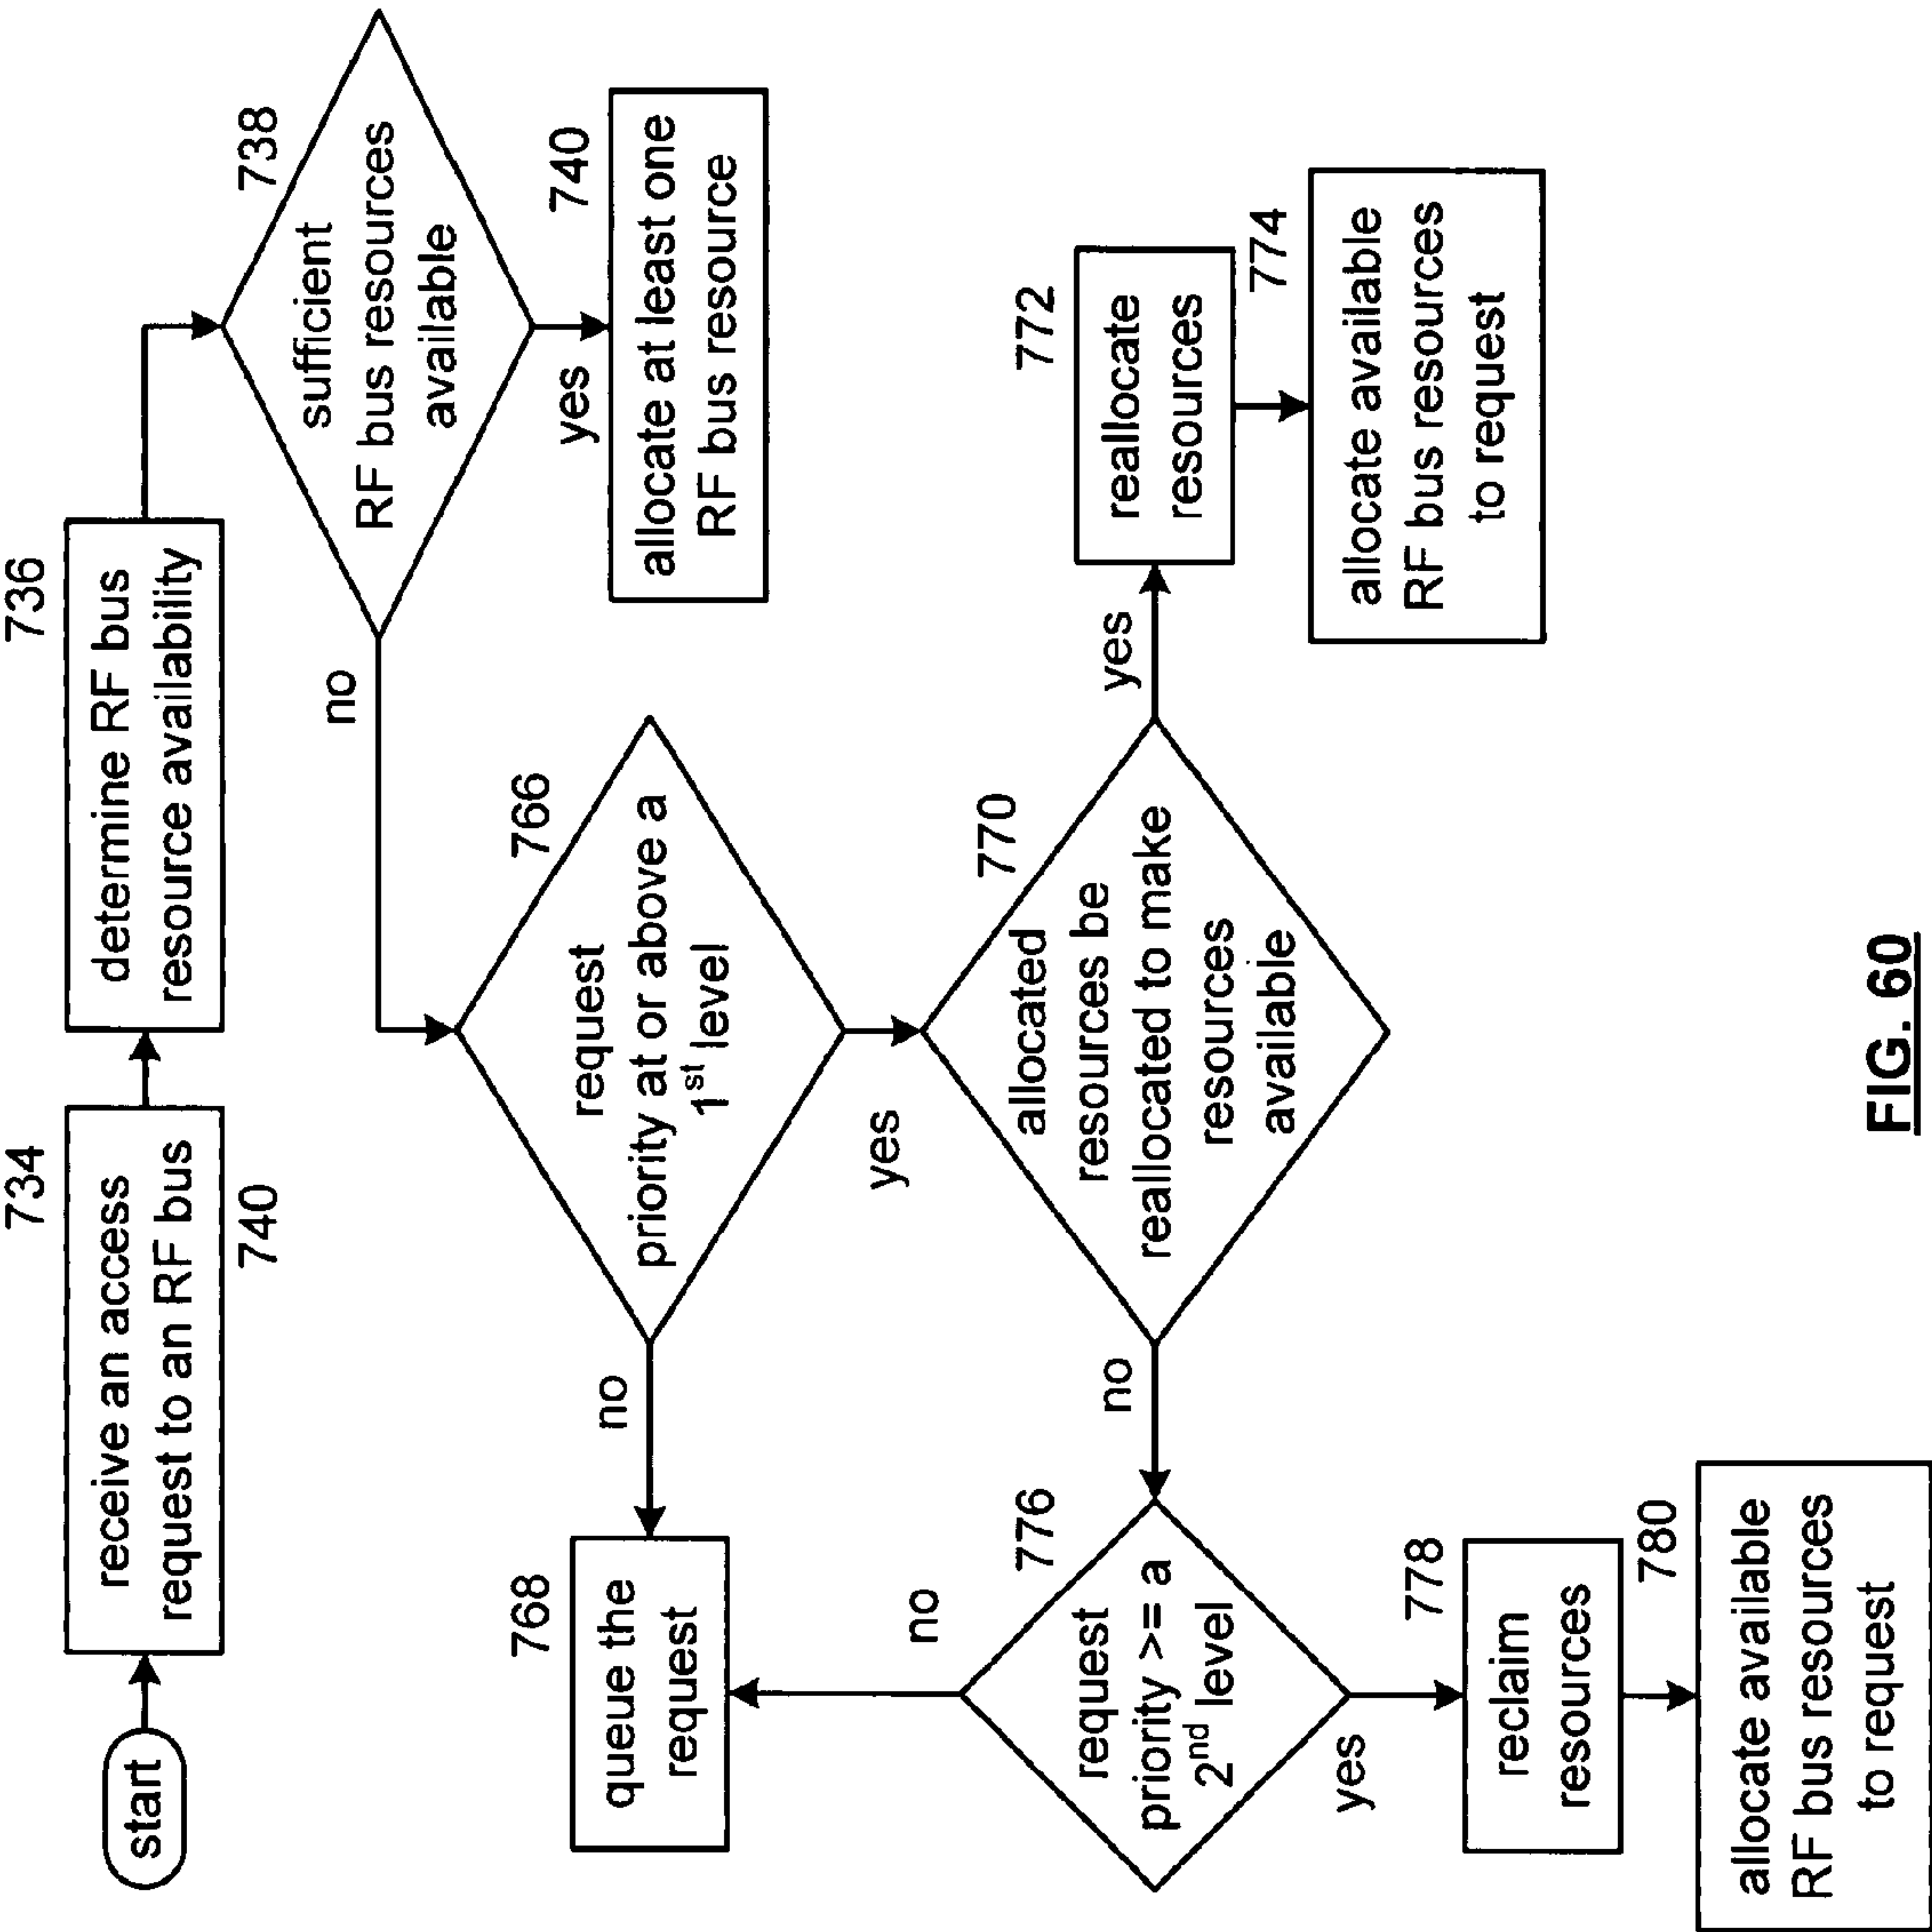 start
734
receive an access
request to an RF bus
740
736
determine RF bus
resource availability
738
sufficient
RF bus resources
available
yes
740
allocate at least one
RF bus resource
no
766
request
priority at or above a
1st level
no
768
queue the
request
yes
770
allocated
resources be
reallocated to make
resources
available
yes
772
reallocate
resources
774
allocate available
RF bus resources
to request
no
776
request
priority >= a
2nd level
no
yes
778
reclaim
resources
780
allocate available
RF bus resources
to request
FIG. 60